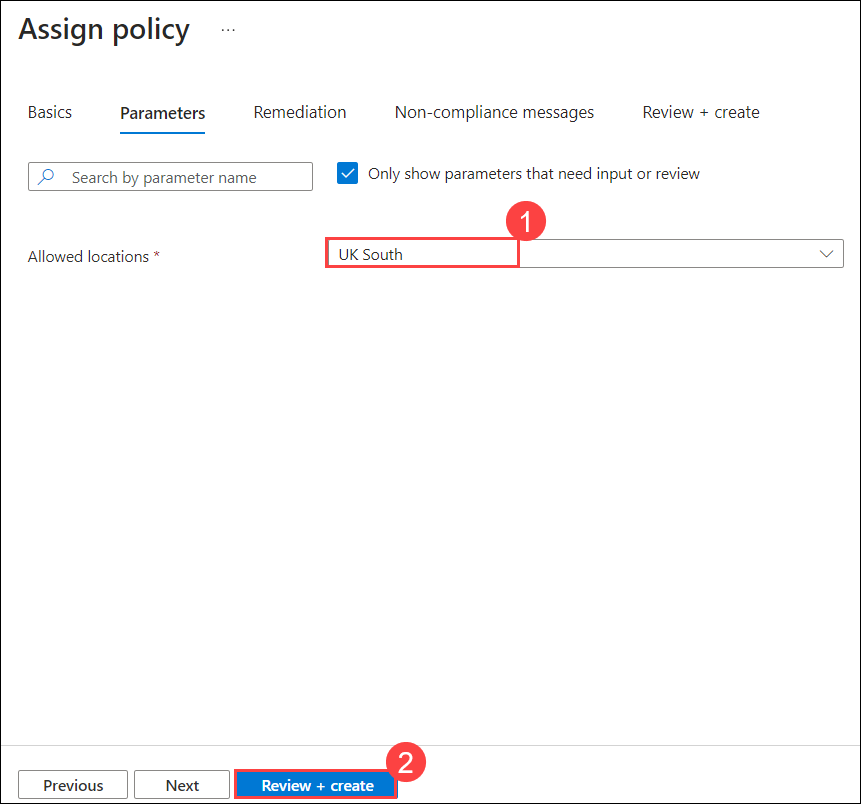 Assign policy ...
Basics Parameters Remediation Non-compliance messages Review + create
Search by parameter name Only show parameters that need input or review
1
Allowed locations * UK South
2
Previous Next Review + create